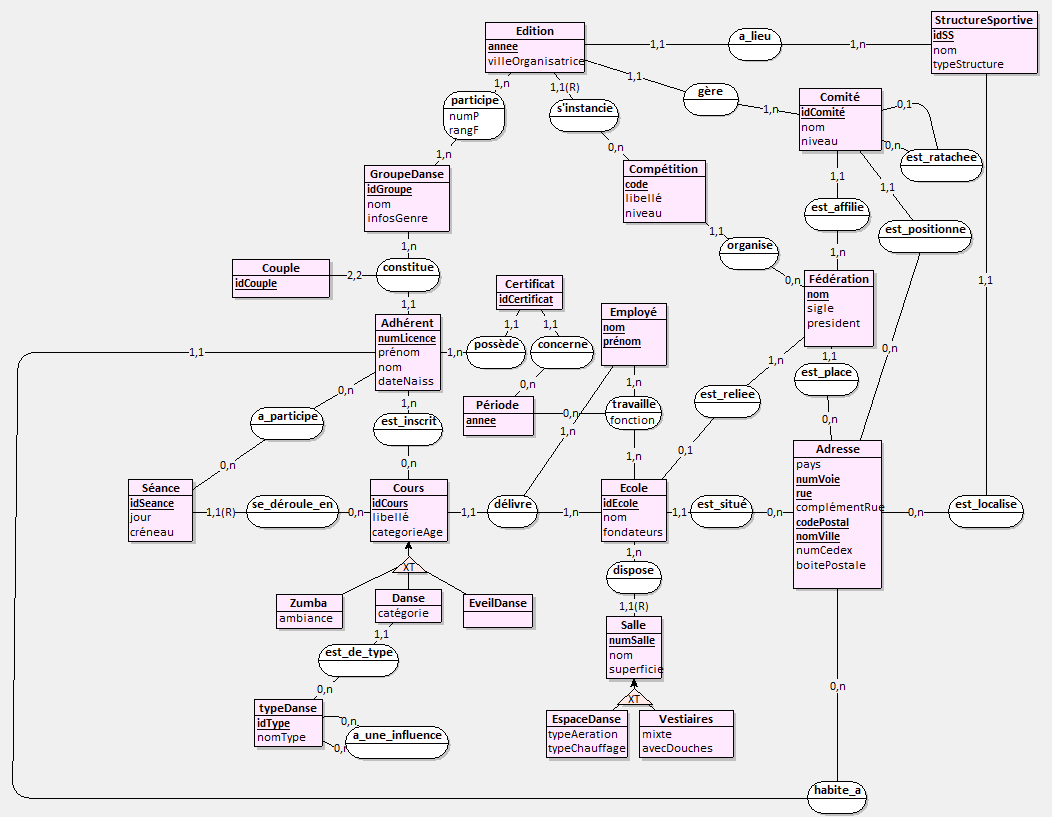 Edition
annee
villeOrganisatrice
1,1
a_lieu
1,n
StructureSportive
idSS
nom
typeStructure
1,1
gère
1,n
1,n
participe
numP
rangF
1,n
1,1(R)
s'instancie
0,n
Comité
idComité
nom
niveau
0,1
0,n
est_ratachee
GroupeDanse
idGroupe
nom
infosGenre
Compétition
code
libellé
niveau
1,1
organise
0,n
1,1
est_affilie
1,n
1,1
est_positionne
0,n
1,n
constitue
1,1
Couple
idCouple
2,2
Certificat
idCertificat
1,1
1,1
possède
concerne
1,n
0,n
Employé
nom
prénom
Fédération
nom
sigle
president
1,1
est_place
0,n
1,1
Adhérent
numLicence
prénom
nom
dateNaiss
1,1
0,n
a_participe
0,n
1,n
est_inscrit
0,n
Période
annee
0,n
1,n
travaille
fonction
1,n
1,n
1,n
est_reliee
0,1
Séance
idSeance
jour
créneau
1,1(R)
se_déroule_en
0,n
Cours
idCours
libellé
categorieAge
1,1
délivre
1,n
Ecole
idEcole
nom
fondateurs
1,1
est_situé
0,n
Adresse
pays
numVoie
rue
complémentRue
codePostal
nomVille
numCedex
boitePostale
0,n
est_localise
XT
Zumba
ambiance
Danse
catégorie
EveilDanse
1,n
dispose
1,1(R)
Salle
numSalle
nom
superficie
1,1
est_de_type
0,n
typeDanse
idType
nomType
0,n
0,n
a_une_influence
XT
EspaceDanse
typeAeration
typeChauffage
Vestiaires
mixte
avecDouches
0,n
habite_a